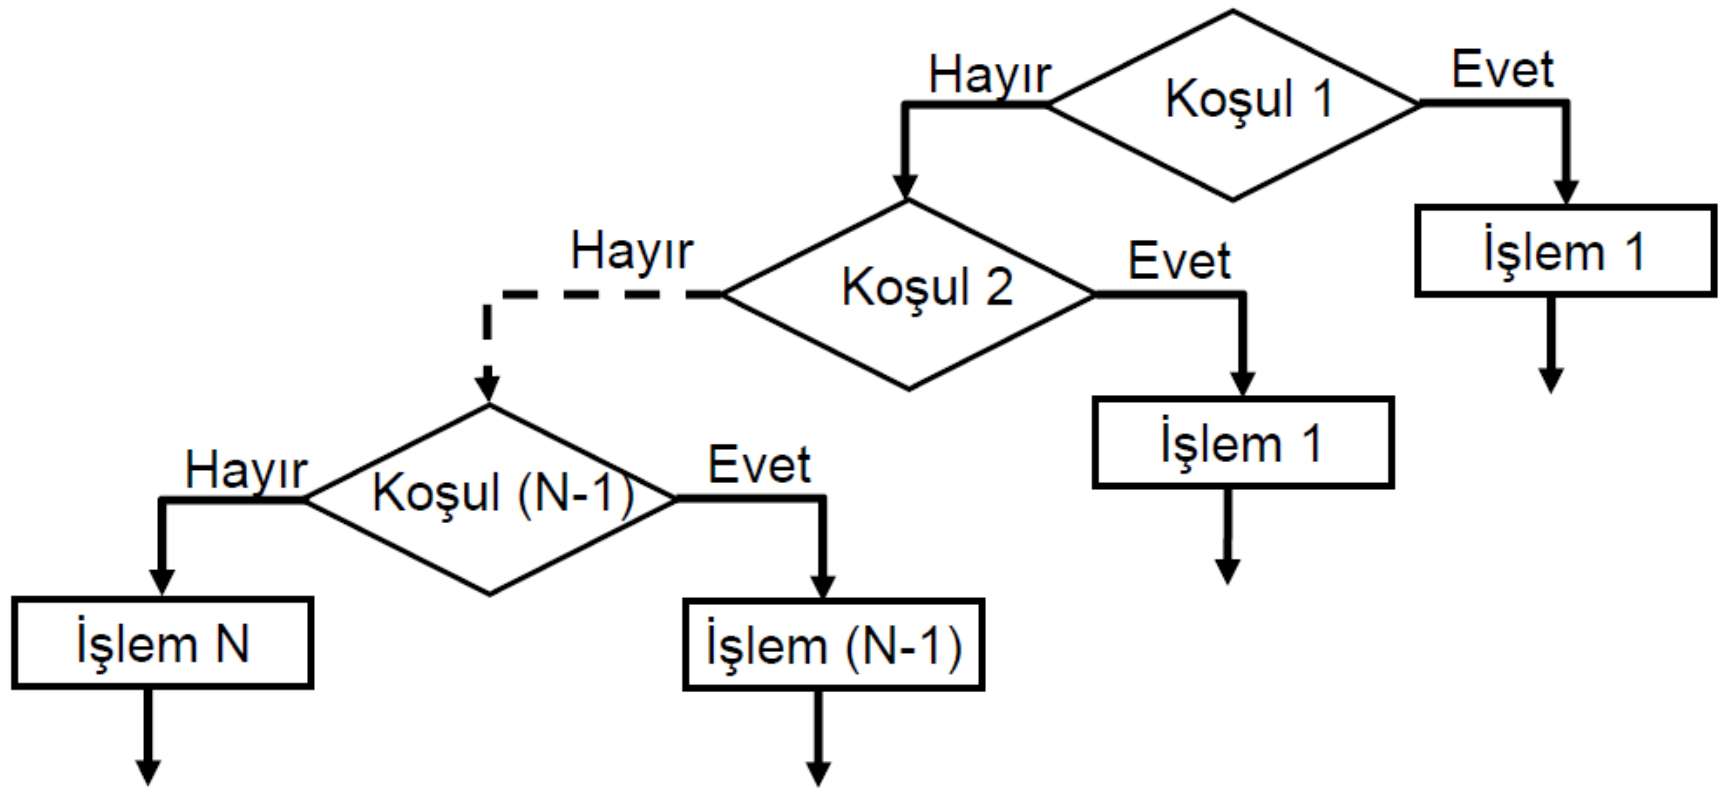 Hayır
Koşul 1
Evet
İşlem 1
Hayır
Koşul 2
Evet
İşlem 1
Hayır
Koşul (N-1)
Evet
İşlem N
İşlem (N-1)